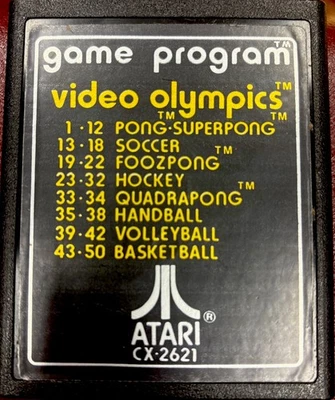 game program™
video olympics™
1·12 PONG™·SUPERPONG™
13-18 SOCCER
19-22 FOOZPONG™
23-32 HOCKEY
33-34 QUADRAPONG™
35-38 HANDBALL
39-42 VOLLEYBALL
43-50 BASKETBALL
ATARI®
CX-2621